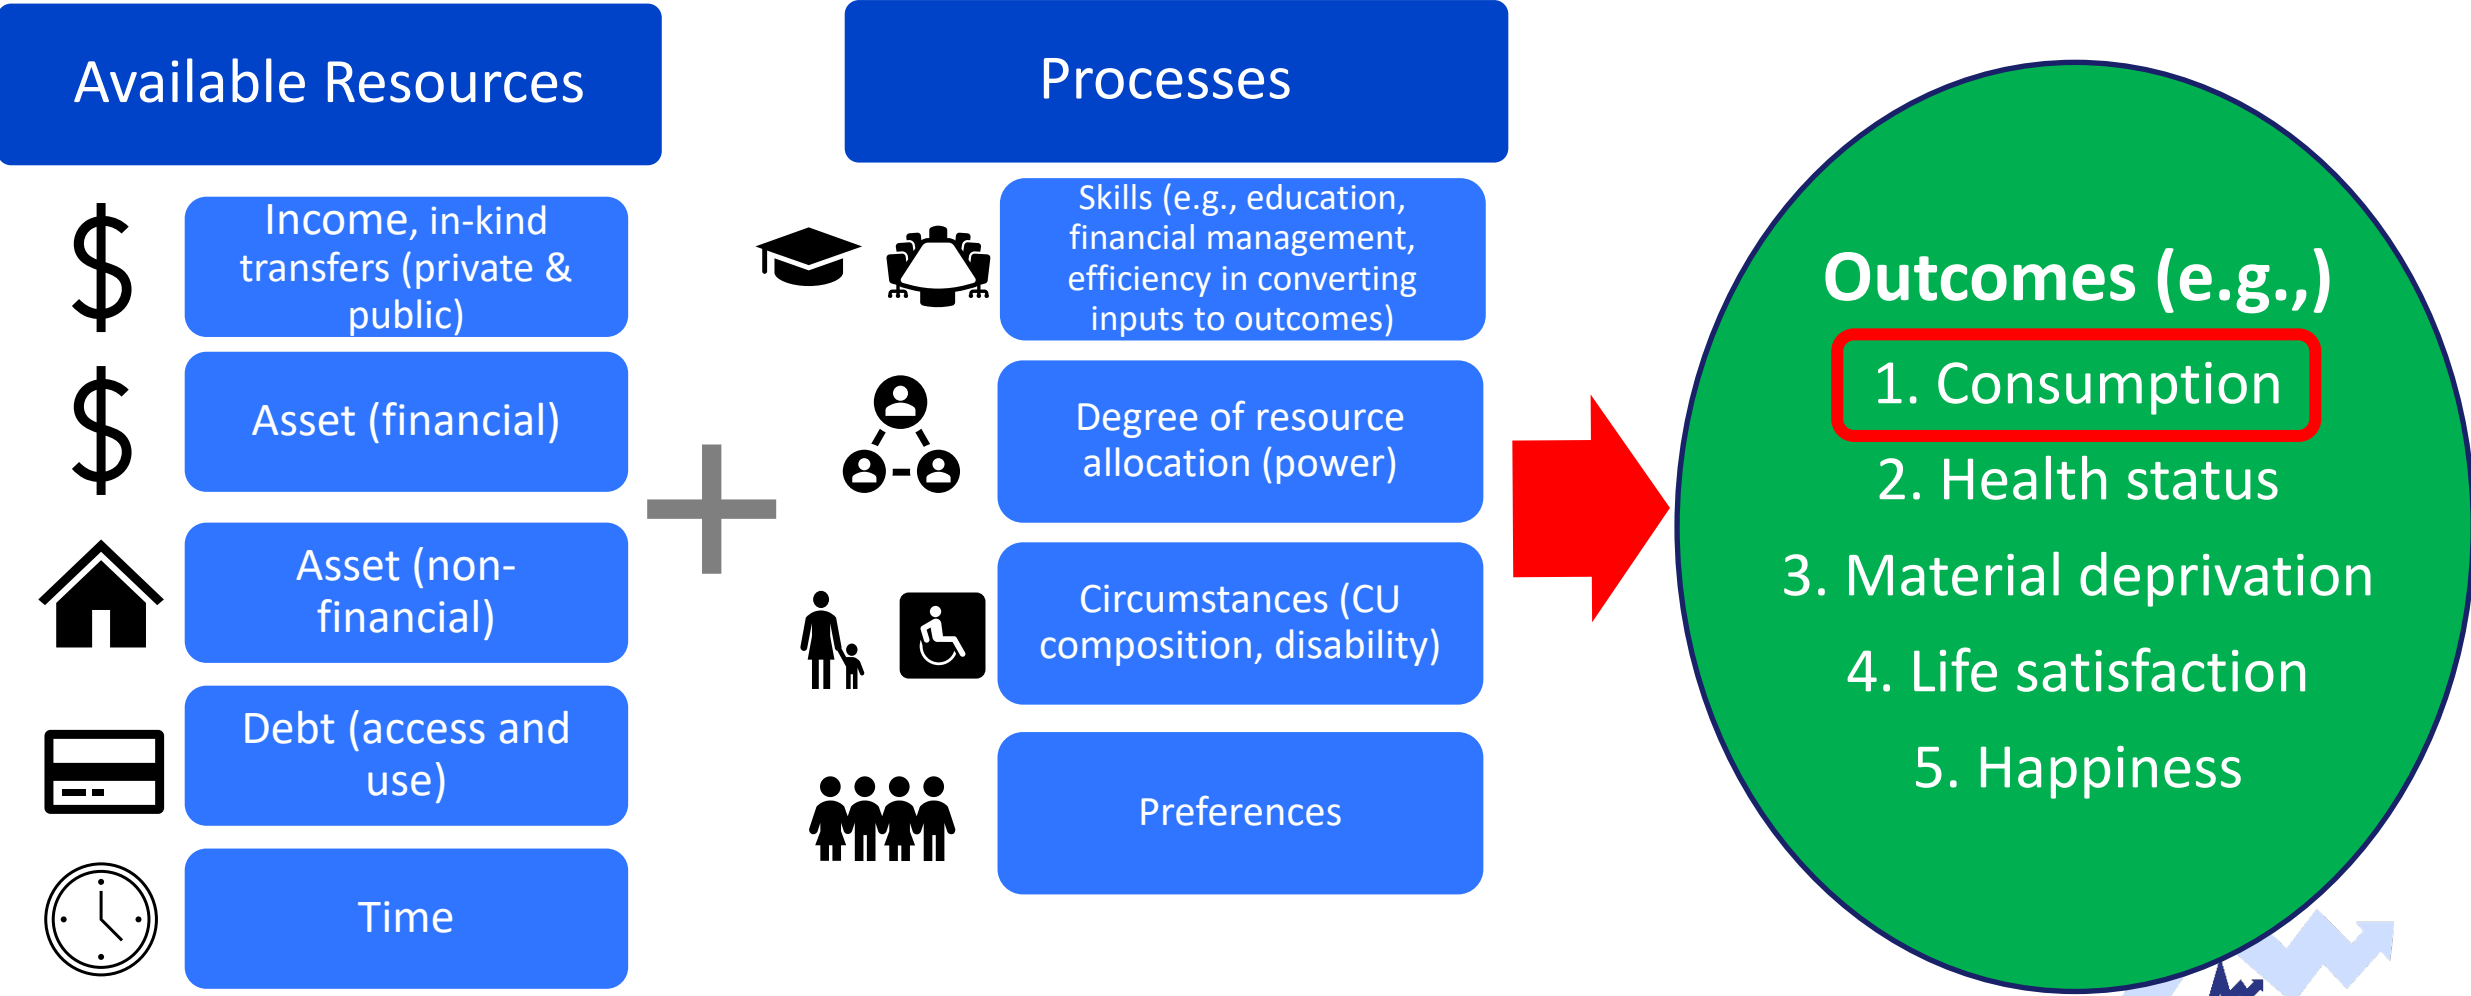 Available Resources
Income, in-kind
transfers (private &
public)
Asset (financial)
Asset (non-
financial)
Debt (access and
use)
Time
Processes
Skills (e.g., education,
financial management,
efficiency in converting
inputs to outcomes)
Degree of resource
allocation (power)
Circumstances (CU
composition, disability)
Preferences
Outcomes (e.g.,)
1. Consumption
2. Health status
3. Material deprivation
4. Life satisfaction
5. Happiness